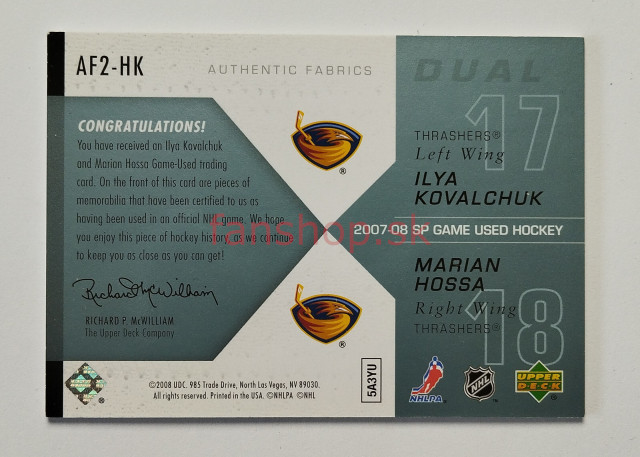 AF2-HK
AUTHENTIC FABRICS
DUAL
CONGRATULATIONS!
You have received an Ilya Kovalchuk
and Marian Hossa Game-Used trading
card. On the front of this card are pieces of
memorabilia that have been certified to us as
having been used in an official NHL game. We hope
you enjoy this piece of hockey history, as we continue
to keep you as close as you can get!
Richard P. McWilliam
RICHARD P. McWILLIAM
The Upper Deck Company
®
®
17
THRASHERS®
Left Wing
ILYA
KOVALCHUK
2007-08 SP GAME USED HOCKEY
fanshop.sk
MARIAN
HOSSA
Right Wing
THRASHERS®
18
©2008 UDC. 985 Trade Drive, North Las Vegas, NV 89030.
All rights reserved. Printed in the USA. ©NHLPA ©NHL
5A3YU
NHLPA
NHL
UPPER
DECK